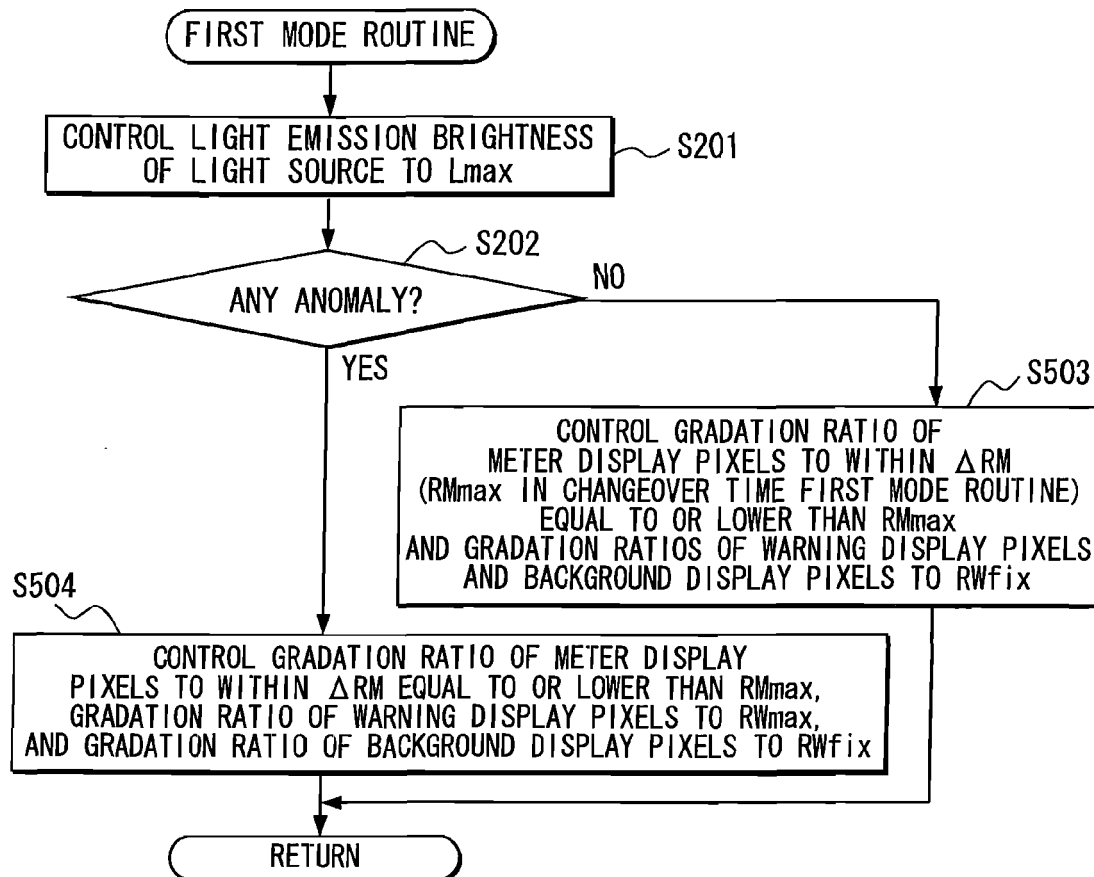 FIRST MODE ROUTINE
CONTROL LIGHT EMISSION BRIGHTNESS
OF LIGHT SOURCE TO Lmax
S201
S202
ANY ANOMALY?
NO
YES
S503
CONTROL GRADATION RATIO OF
METER DISPLAY PIXELS TO WITHIN ΔRM
(RMmax IN CHANGEOVER TIME FIRST MODE ROUTINE)
EQUAL TO OR LOWER THAN RMmax
AND GRADATION RATIOS OF WARNING DISPLAY PIXELS
AND BACKGROUND DISPLAY PIXELS TO RWfix
S504
CONTROL GRADATION RATIO OF METER DISPLAY
PIXELS TO WITHIN ΔRM EQUAL TO OR LOWER THAN RMmax,
GRADATION RATIO OF WARNING DISPLAY PIXELS TO RWmax,
AND GRADATION RATIO OF BACKGROUND DISPLAY PIXELS TO RWfix
RETURN